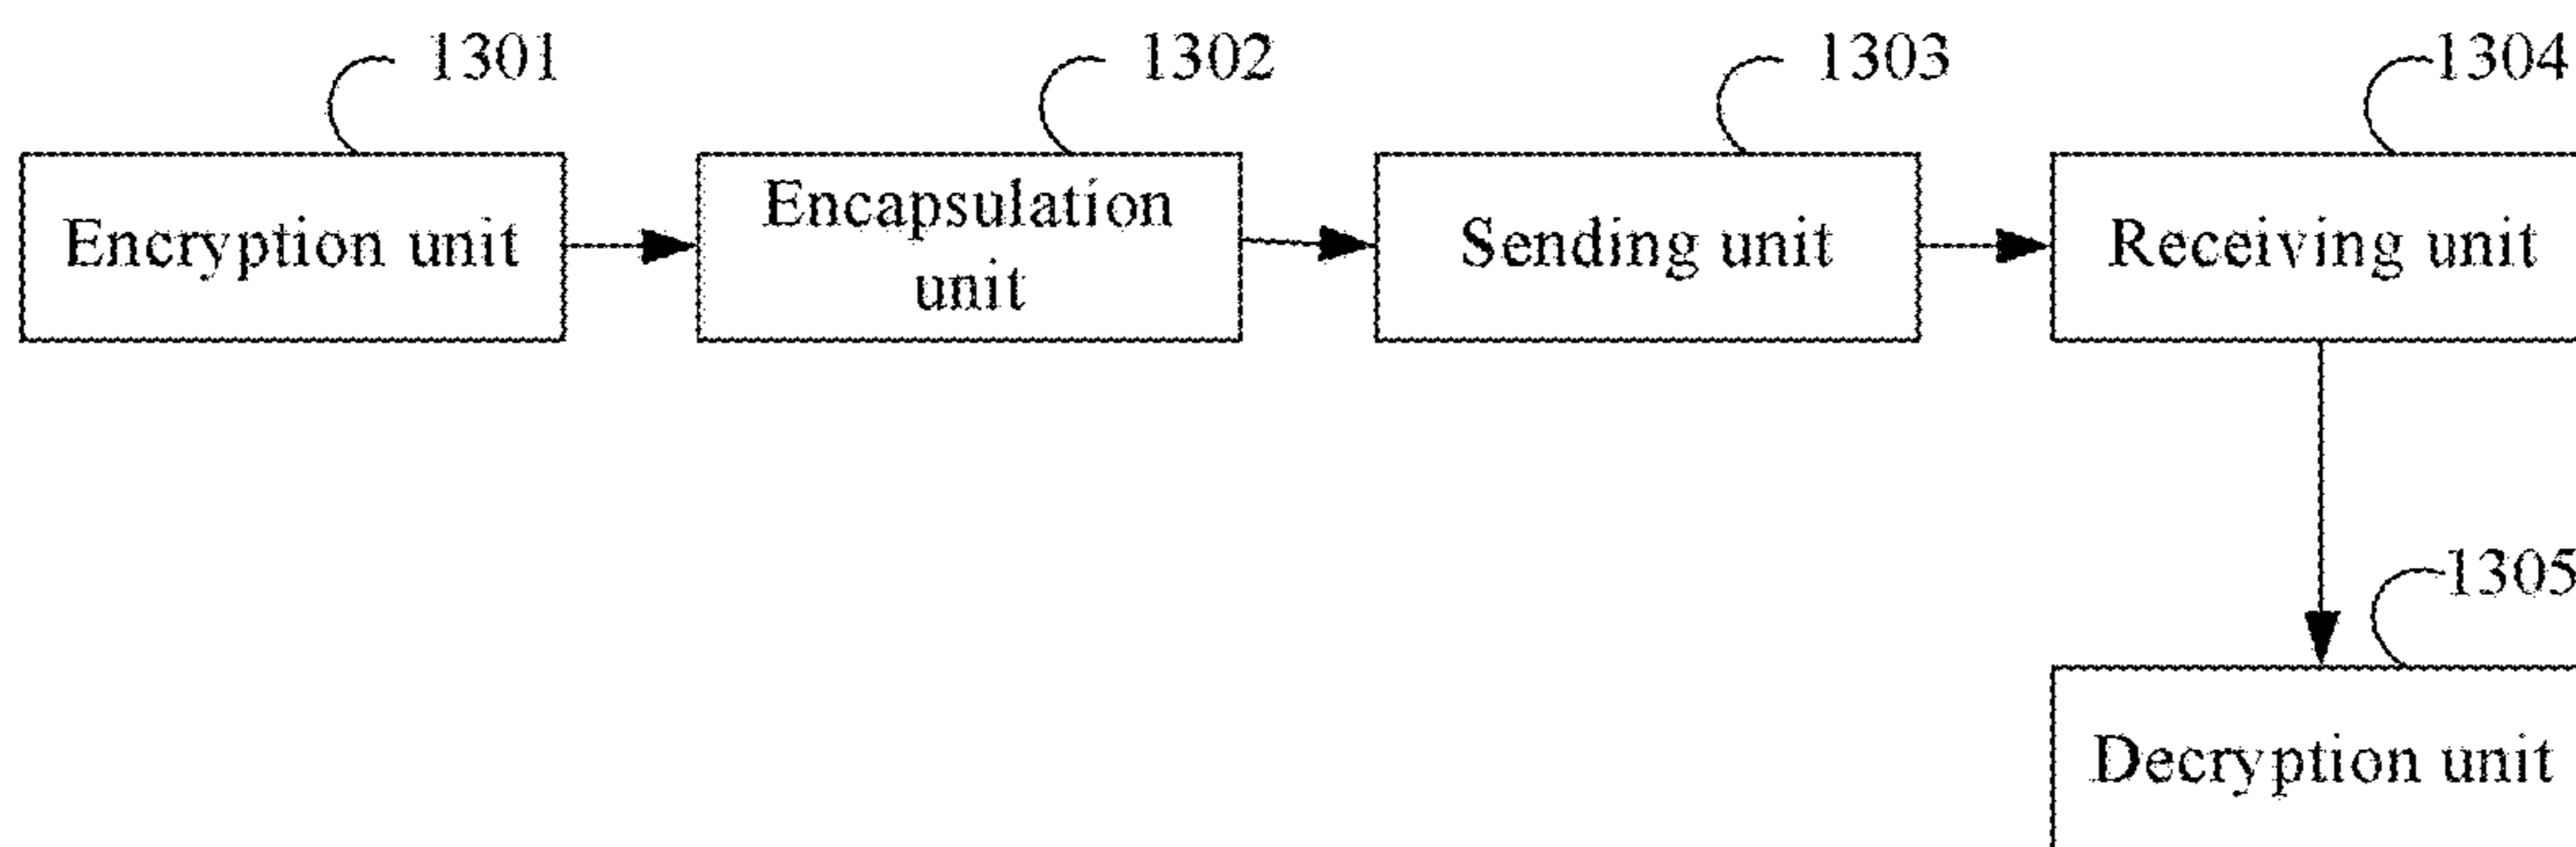 1301
1302
1303
1304
Encryption unit
Encapsulation
unit
Sending unit
Receiving unit
1305
Decryption unit